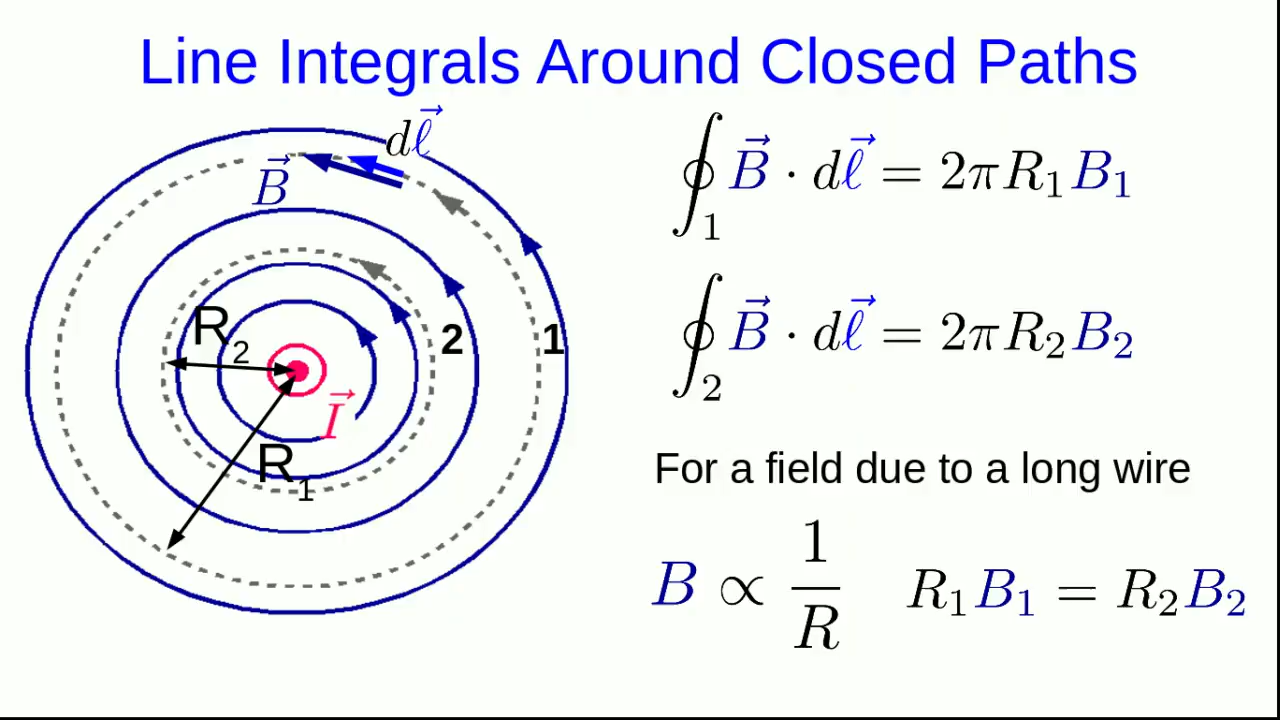 Line Integrals Around Closed Paths
dℓ⃗
B⃗
R₂
2
1
I⃗
R₁
∮₁ B⃗ · dℓ⃗ = 2πR₁B₁
∮₂ B⃗ · dℓ⃗ = 2πR₂B₂
For a field due to a long wire
B ∝ 1/R    R₁B₁ = R₂B₂